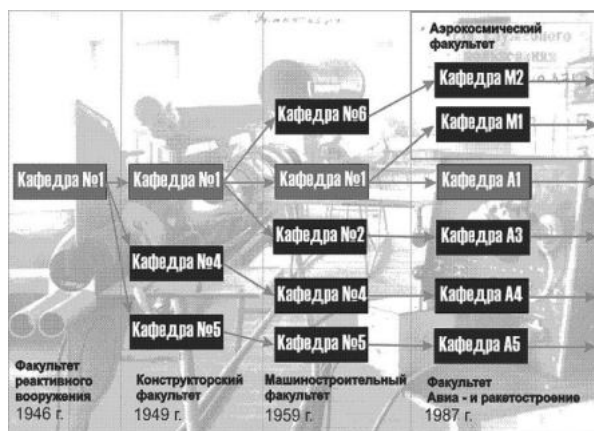 Аэрокосмический
факультет
Кафедра М2
Кафедра №6
Кафедра М1
Кафедра №1
Кафедра №1
Кафедра №1
Кафедра А1
Кафедра №2
Кафедра А3
Кафедра №4
Кафедра №4
Кафедра А4
Кафедра №5
Кафедра №5
Кафедра А5
Факультет
реактивного
вооружения
1946 г.
Конструкторский
факультет
1949 г.
Машиностроительный
факультет
1959 г.
Факультет
Авиа - и ракетостроение
1987 г.